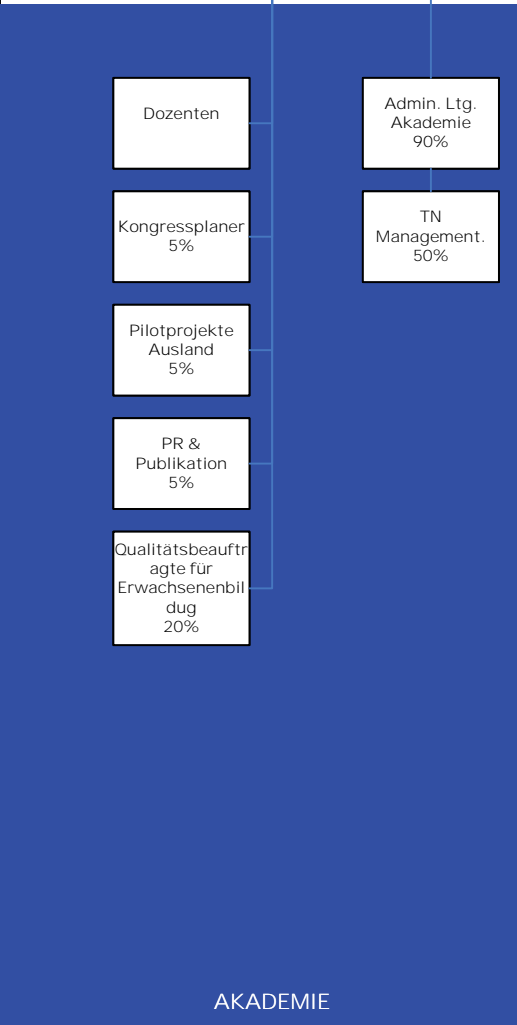 Dozenten
Kongressplaner
5%
Pilotprojekte
Ausland
5%
PR &
Publikation
5%
Qualitätsbeauftr
agte für
Erwachsenenbil
dug
20%
Admin. Ltg.
Akademie
90%
TN
Management.
50%
AKADEMIE